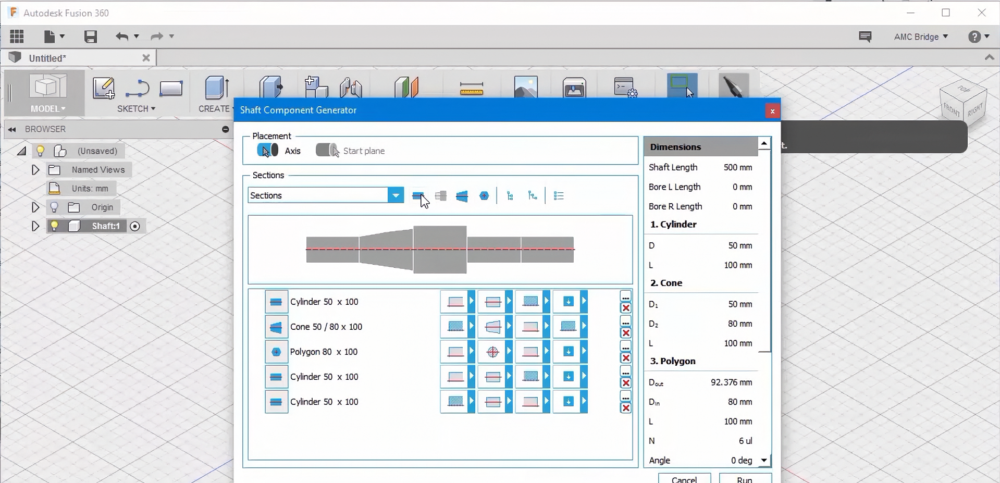 Autodesk Fusion 360
AMC Bridge
Untitled*
MODEL
SKETCH
CREATE
TOP
FRONT
RIGHT
Shaft Component Generator
x
BROWSER
(Unsaved)
Named Views
Units: mm
Origin
Shaft:1
Placement
Axis
Start plane
Sections
Sections
Cylinder 50 x 100
Cone 50 / 80 x 100
Polygon 80 x 100
Cylinder 50 x 100
Cylinder 50 x 100
Dimensions
Shaft Length 500 mm
Bore L Length 0 mm
Bore R Length 0 mm
1. Cylinder
D 50 mm
L 100 mm
2. Cone
D₁ 50 mm
D₂ 80 mm
L 100 mm
3. Polygon
Dout 92.376 mm
Din 80 mm
L 100 mm
N 6 ul
Angle 0 deg
Cancel
Run